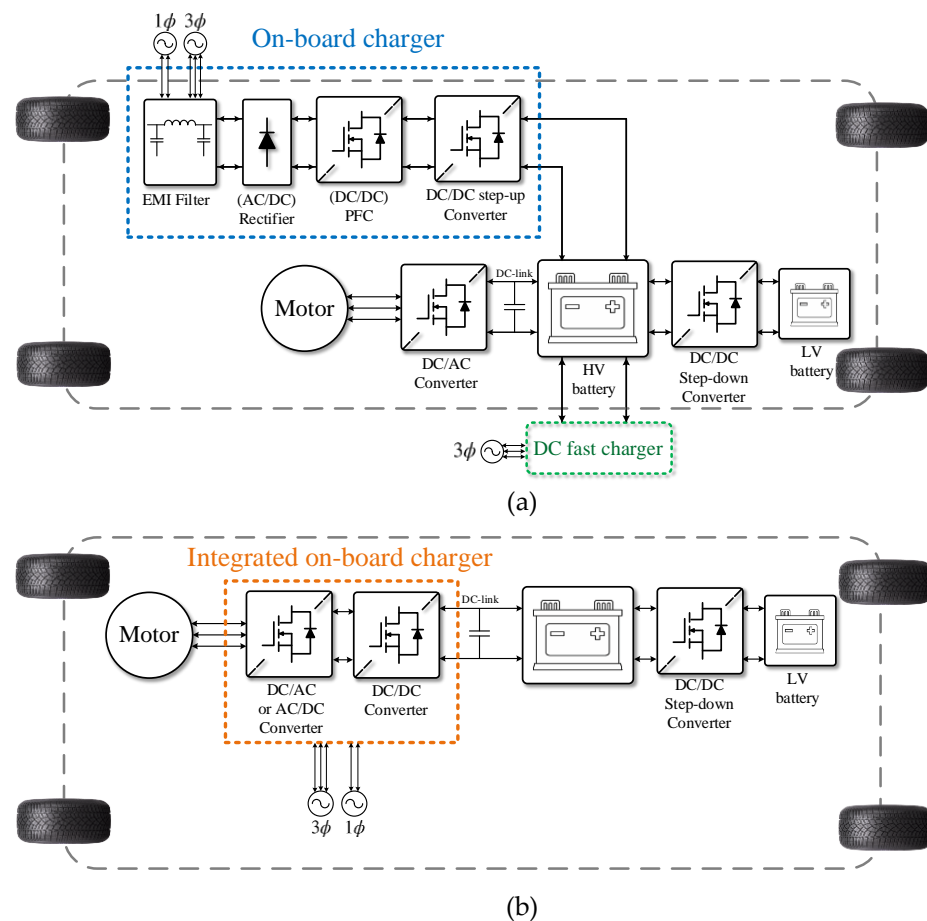 1ϕ 3ϕ
On-board charger
EMI Filter
(AC/DC)
Rectifier
(DC/DC)
PFC
DC/DC step-up
Converter
Motor
DC/AC
Converter
DC-link
HV
battery
DC/DC
Step-down
Converter
LV
battery
3ϕ
DC fast charger
(a)
Integrated on-board charger
Motor
DC/AC
or AC/DC
Converter
DC/DC
Converter
DC-link
DC/DC
Step-down
Converter
LV
battery
3ϕ 1ϕ
(b)